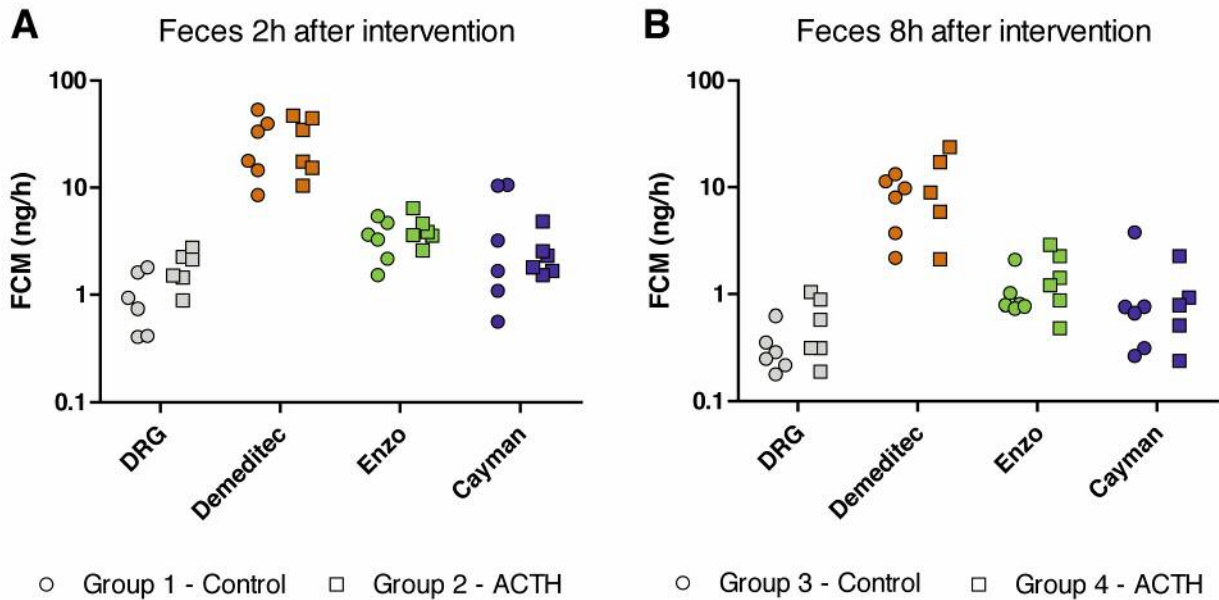 A
Feces 2h after intervention
FCM (ng/h)
100
10
1
0.1
DRG
Demeditec
Enzo
Cayman
Group 1 - Control
Group 2 - ACTH
B
Feces 8h after intervention
FCM (ng/h)
100
10
1
0.1
DRG
Demeditec
Enzo
Cayman
Group 3 - Control
Group 4 - ACTH